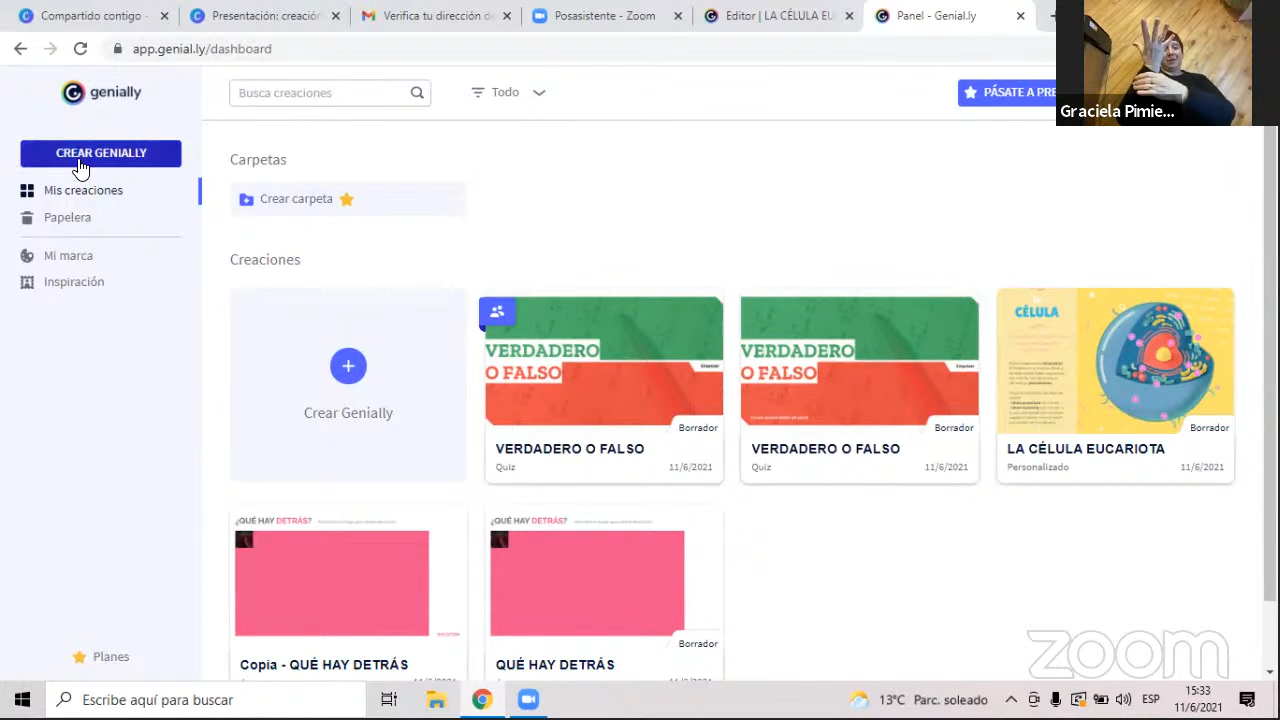 Compartir contigo
Presentación: creación
Verifica tu dirección d
Posasistente - Zoom
Editor | LA CÉLULA EU
Panel - Genial.ly
app.genial.ly/dashboard
Graciela Pimie...
genially
Busca creaciones
Todo
PÁSATE A PRE
CREAR GENIALLY
Mis creaciones
Papelera
Mi marca
Inspiración
Planes
Carpetas
Crear carpeta
Creaciones
Crear Genially
VERDADERO
O FALSO
Empezar
Borrador
VERDADERO O FALSO
Quiz
11/6/2021
VERDADERO
O FALSO
Empezar
Borrador
VERDADERO O FALSO
Quiz
11/6/2021
CÉLULA
Borrador
LA CÉLULA EUCARIOTA
Personalizado
11/6/2021
¿QUÉ HAY DETRÁS?
Copia - QUÉ HAY DETRÁS
¿QUÉ HAY DETRÁS?
Borrador
QUÉ HAY DETRÁS
zoom
Escribe aquí para buscar
13°C Parc. soleado
ESP
15:33
11/6/2021